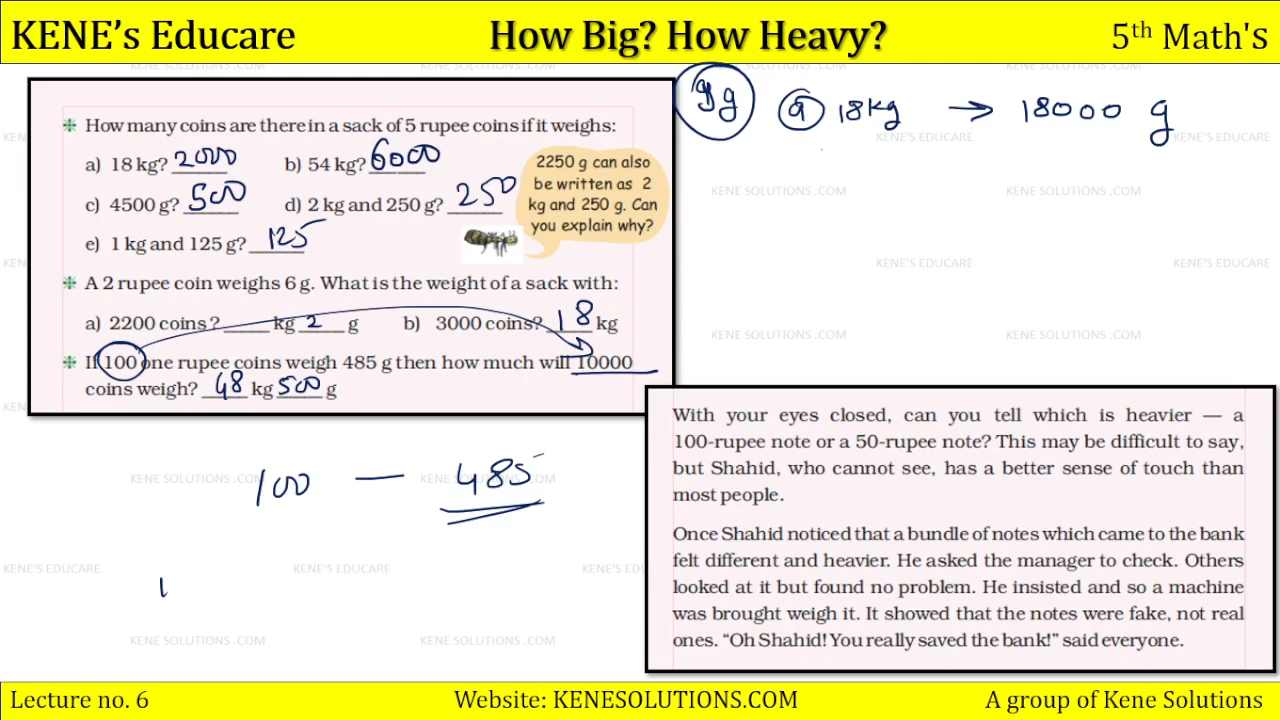 KENE's Educare How Big? How Heavy? 5th Math's
How many coins are there in a sack of 5 rupee coins if it weighs:
a) 18 kg? 2000 b) 54 kg? 6000
c) 4500 g? 500 d) 2 kg and 250 g? 250
e) 1 kg and 125 g? 125
2250 g can also
be written as 2
kg and 250 g. Can
you explain why?
A 2 rupee coin weighs 6 g. What is the weight of a sack with:
a) 2200 coins ? ____ kg 2 g b) 3000 coins? 18 kg
If 100 one rupee coins weigh 485 g then how much will 10000
coins weigh? 48 kg 500 g
g a 18kg → 18000 g
100 — 485
With your eyes closed, can you tell which is heavier — a
100-rupee note or a 50-rupee note? This may be difficult to say,
but Shahid, who cannot see, has a better sense of touch than
most people.
Once Shahid noticed that a bundle of notes which came to the bank
felt different and heavier. He asked the manager to check. Others
looked at it but found no problem. He insisted and so a machine
was brought weigh it. It showed that the notes were fake, not real
ones. "Oh Shahid! You really saved the bank!" said everyone.
KENE SOLUTIONS .COM
KENE'S EDUCARE
Lecture no. 6 Website: KENESOLUTIONS.COM A group of Kene Solutions